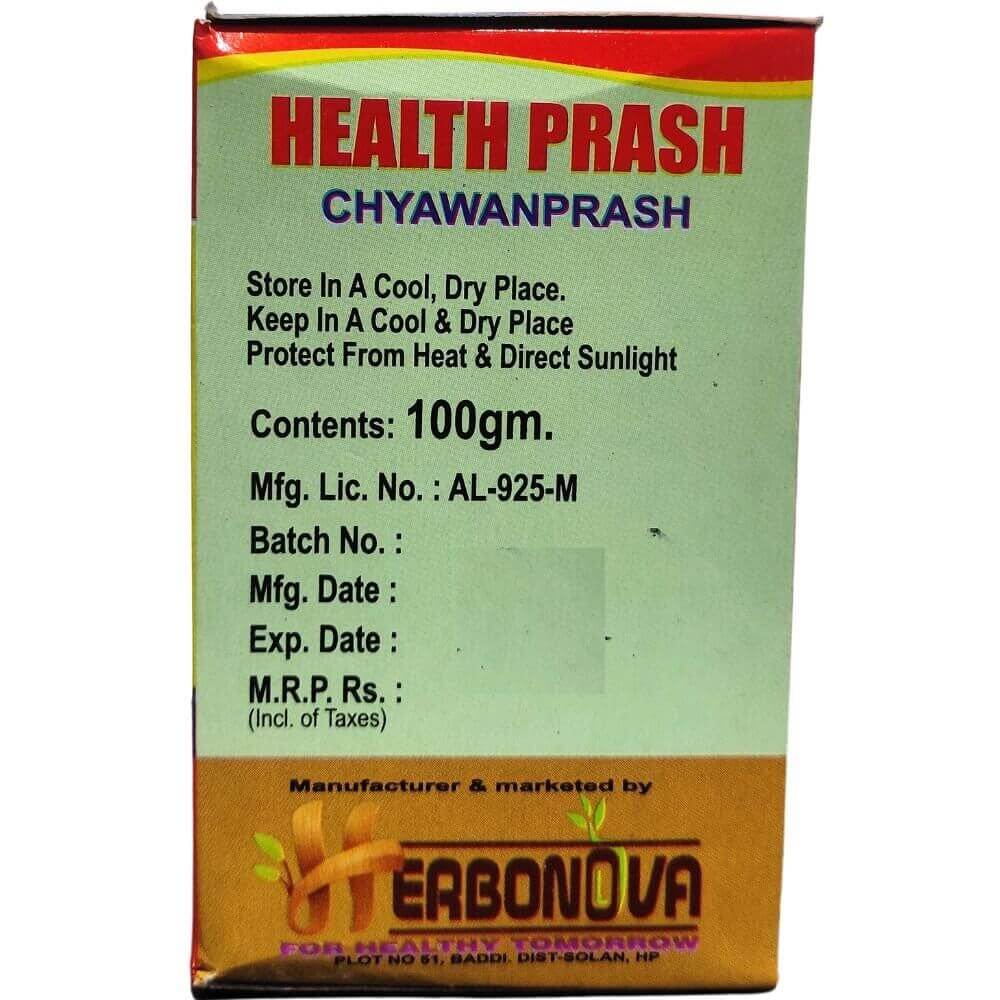 HEALTH PRASH
CHYAWANPRASH
Store In A Cool, Dry Place.
Keep In A Cool & Dry Place
Protect From Heat & Direct Sunlight
Contents: 100gm.
Mfg. Lic. No. : AL-925-M
Batch No. :
Mfg. Date :
Exp. Date :
M.R.P. Rs. :
(Incl. of Taxes)
Manufacturer & marketed by
HERBONOVA
FOR HEALTHY TOMORROW
PLOT NO 51, BADDI. DIST-SOLAN, HP